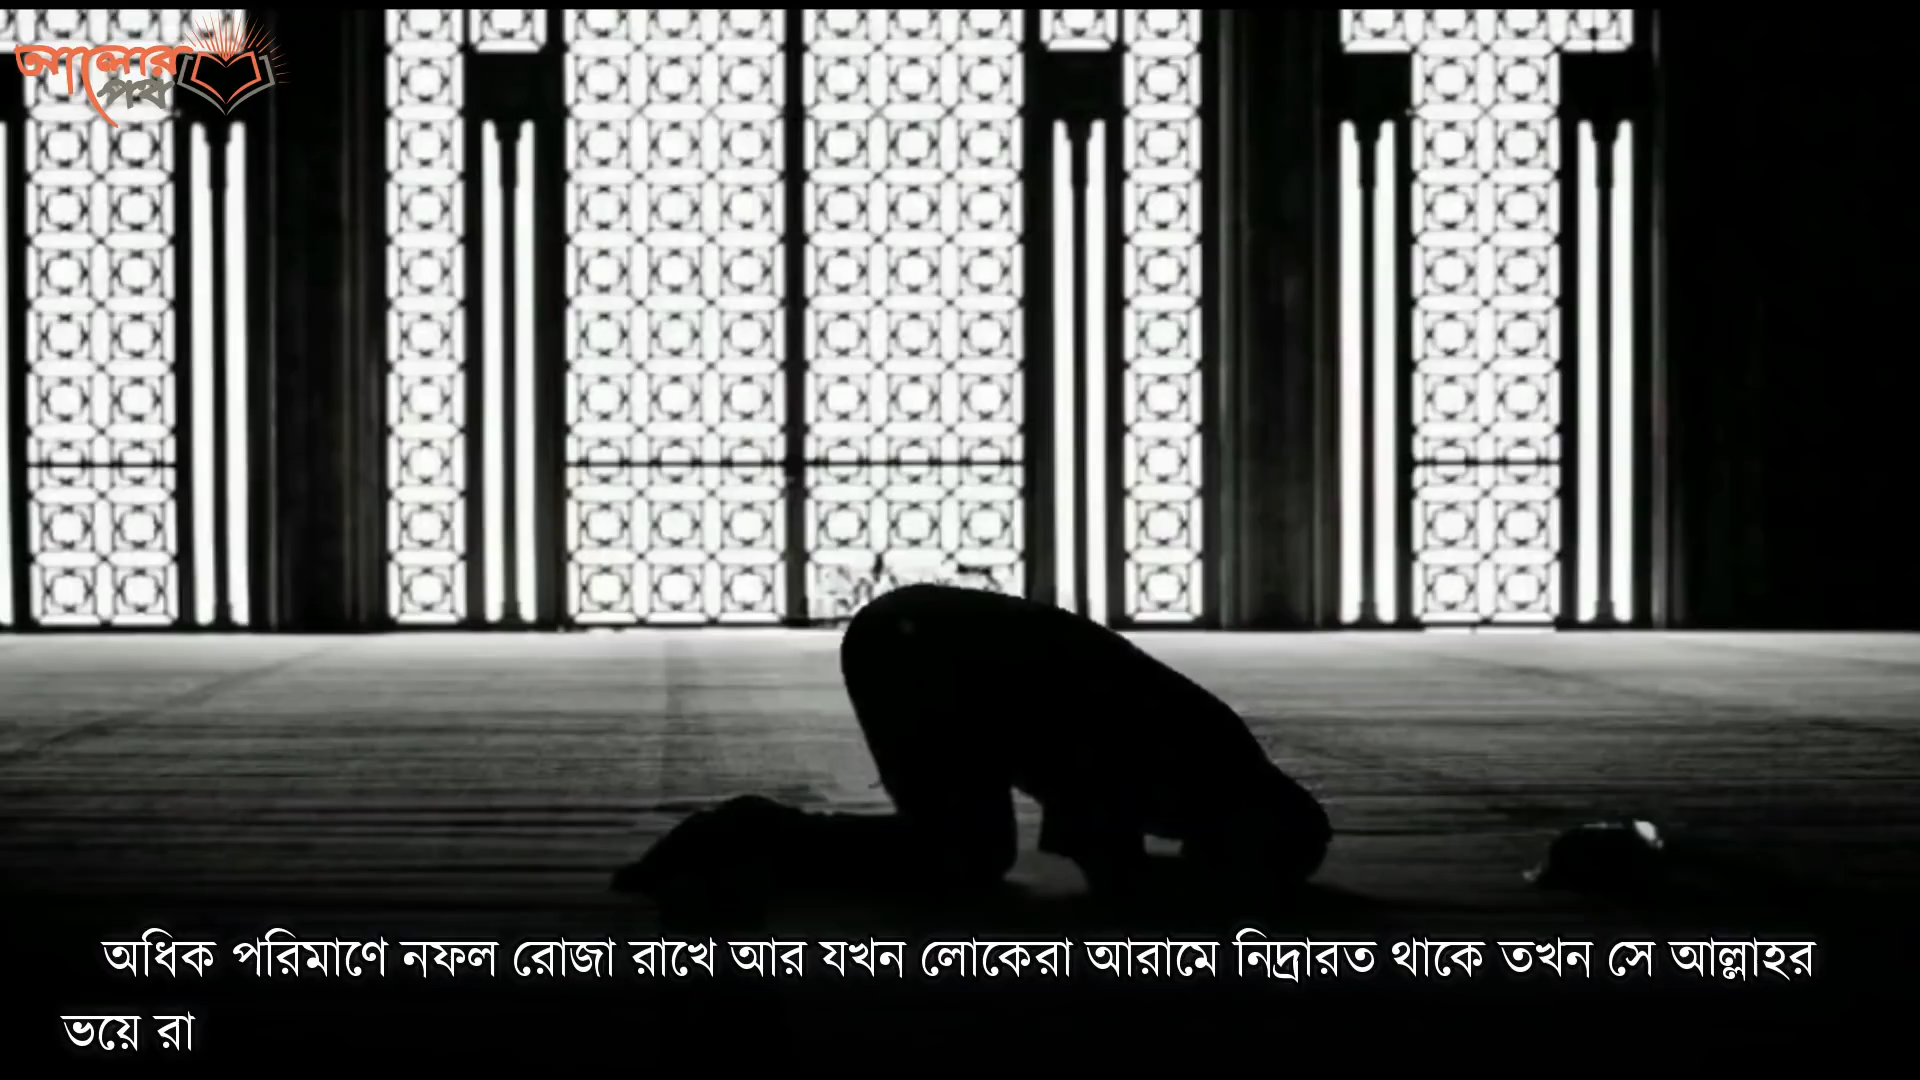 আলোর
পথ
অধিক পরিমাণে নফল রোজা রাখে আর যখন লোকেরা আরামে নিদ্রারত থাকে তখন সে আল্লাহর
ভয়ে রা